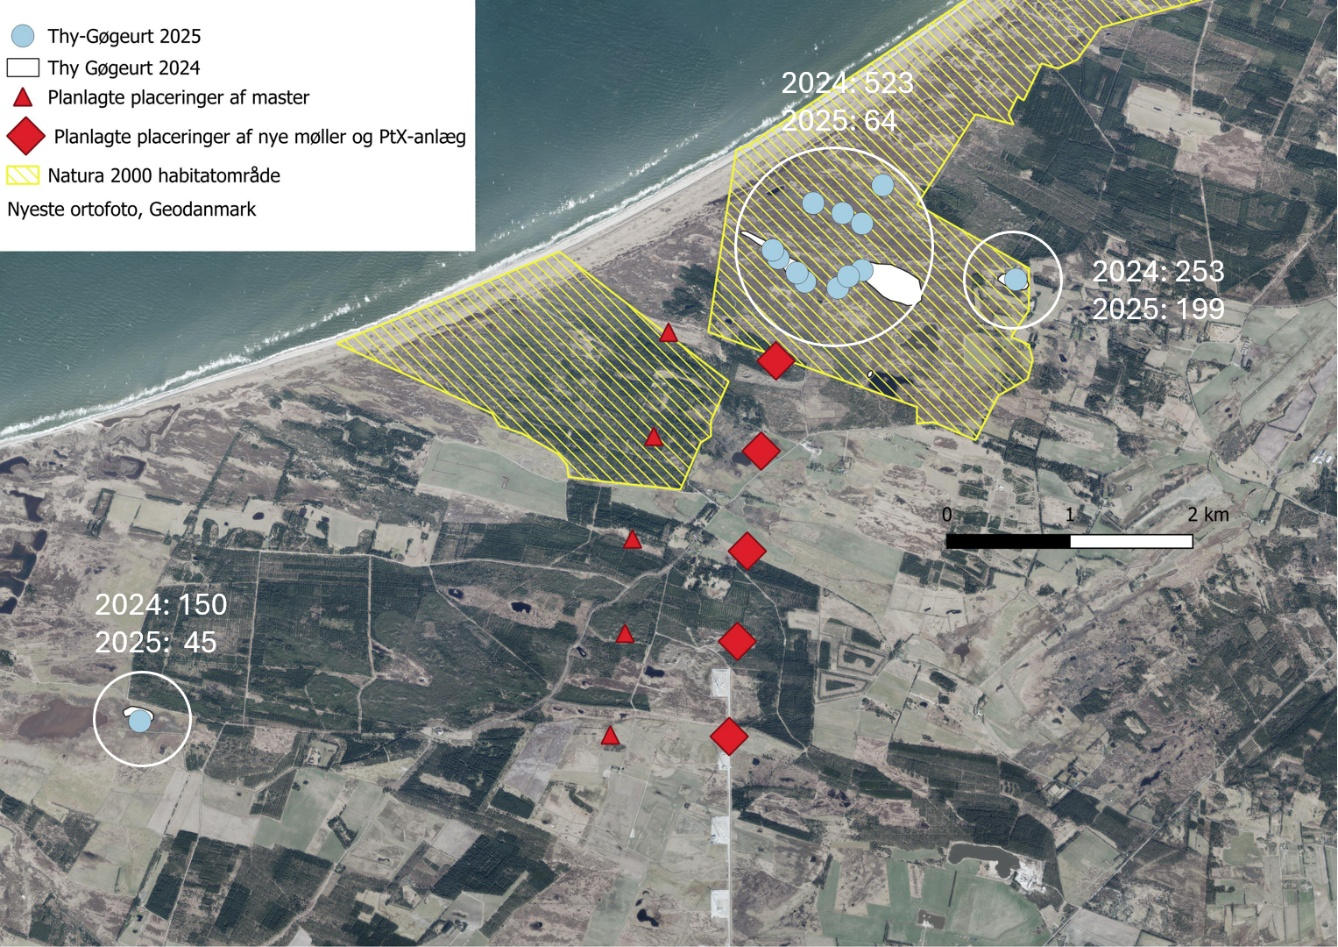 Thy-Gøgeurt 2025
Thy Gøgeurt 2024
Planlagte placeringer af master
Planlagte placeringer af nye møller og PtX-anlæg
Natura 2000 habitatområde
Nyeste ortofoto, Geodanmark
2024: 523
2025: 64
2024: 253
2025: 199
0 1 2 km
2024: 150
2025: 45